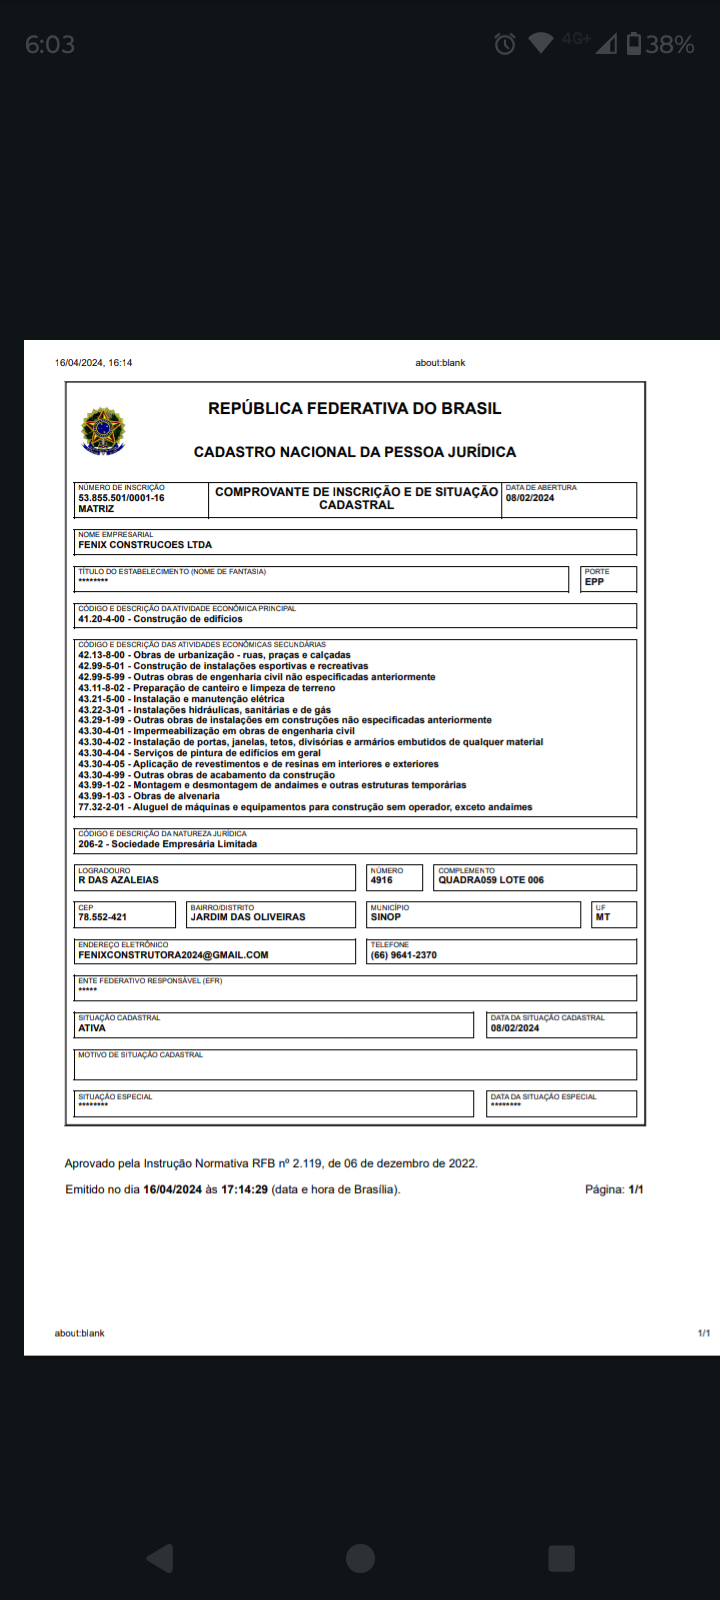 6:03
4G+
38%
16/04/2024, 16:14
about:blank
REPÚBLICA FEDERATIVA DO BRASIL
CADASTRO NACIONAL DA PESSOA JURÍDICA
NÚMERO DE INSCRIÇÃO
53.855.501/0001-16
MATRIZ
COMPROVANTE DE INSCRIÇÃO E DE SITUAÇÃO
CADASTRAL
DATA DE ABERTURA
08/02/2024
NOME EMPRESARIAL
FENIX CONSTRUCOES LTDA
TÍTULO DO ESTABELECIMENTO (NOME DE FANTASIA)
********
PORTE
EPP
CÓDIGO E DESCRIÇÃO DA ATIVIDADE ECONÔMICA PRINCIPAL
41.20-4-00 - Construção de edifícios
CÓDIGO E DESCRIÇÃO DAS ATIVIDADES ECONÔMICAS SECUNDÁRIAS
42.13-8-00 - Obras de urbanização - ruas, praças e calçadas
42.99-5-01 - Construção de instalações esportivas e recreativas
42.99-5-99 - Outras obras de engenharia civil não especificadas anteriormente
43.11-8-02 - Preparação de canteiro e limpeza de terreno
43.21-5-00 - Instalação e manutenção elétrica
43.22-3-01 - Instalações hidráulicas, sanitárias e de gás
43.29-1-99 - Outras obras de instalações em construções não especificadas anteriormente
43.30-4-01 - Impermeabilização em obras de engenharia civil
43.30-4-02 - Instalação de portas, janelas, tetos, divisórias e armários embutidos de qualquer material
43.30-4-04 - Serviços de pintura de edifícios em geral
43.30-4-05 - Aplicação de revestimentos e de resinas em interiores e exteriores
43.30-4-99 - Outras obras de acabamento da construção
43.99-1-02 - Montagem e desmontagem de andaimes e outras estruturas temporárias
43.99-1-03 - Obras de alvenaria
77.32-2-01 - Aluguel de máquinas e equipamentos para construção sem operador, exceto andaimes
CÓDIGO E DESCRIÇÃO DA NATUREZA JURÍDICA
206-2 - Sociedade Empresária Limitada
LOGRADOURO
R DAS AZALEIAS
NÚMERO
4916
COMPLEMENTO
QUADRA059 LOTE 006
CEP
78.552-421
BAIRRO/DISTRITO
JARDIM DAS OLIVEIRAS
MUNICÍPIO
SINOP
UF
MT
ENDEREÇO ELETRÔNICO
FENIXCONSTRUTORA2024@GMAIL.COM
TELEFONE
(66) 9641-2370
ENTE FEDERATIVO RESPONSÁVEL (EFR)
*****
SITUAÇÃO CADASTRAL
ATIVA
DATA DA SITUAÇÃO CADASTRAL
08/02/2024
MOTIVO DE SITUAÇÃO CADASTRAL
SITUAÇÃO ESPECIAL
********
DATA DA SITUAÇÃO ESPECIAL
********
Aprovado pela Instrução Normativa RFB nº 2.119, de 06 de dezembro de 2022.
Emitido no dia 16/04/2024 às 17:14:29 (data e hora de Brasília).
Página: 1/1
about:blank
1/1